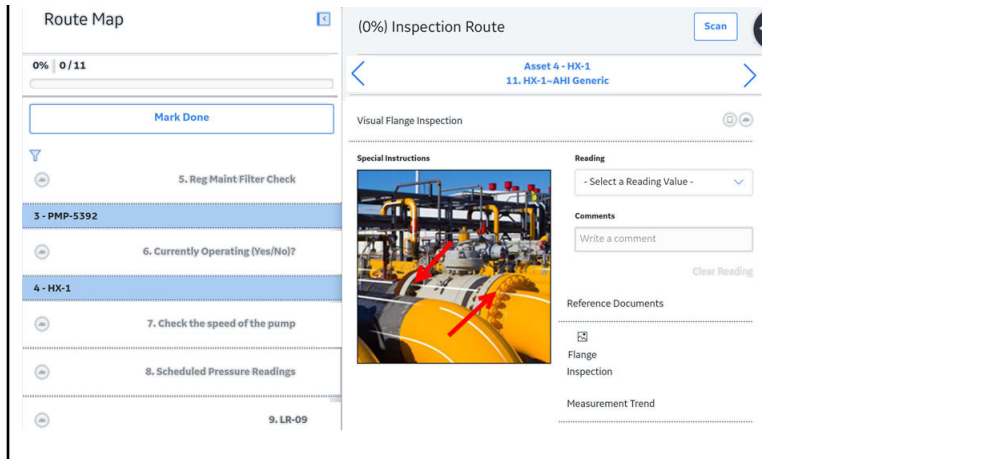 Route Map
0% 0/11
Mark Done
5. Reg Maint Filter Check
3 - PMP-5392
6. Currently Operating (Yes/No)?
4 - HX-1
7. Check the speed of the pump
8. Scheduled Pressure Readings
9. LR-09
(0%) Inspection Route
Scan
Asset 4 - HX-1
11. HX-1~AHI Generic
Visual Flange Inspection
Special Instructions
Reading
- Select a Reading Value -
Comments
Write a comment
Clear Reading
Reference Documents
Flange
Inspection
Measurement Trend